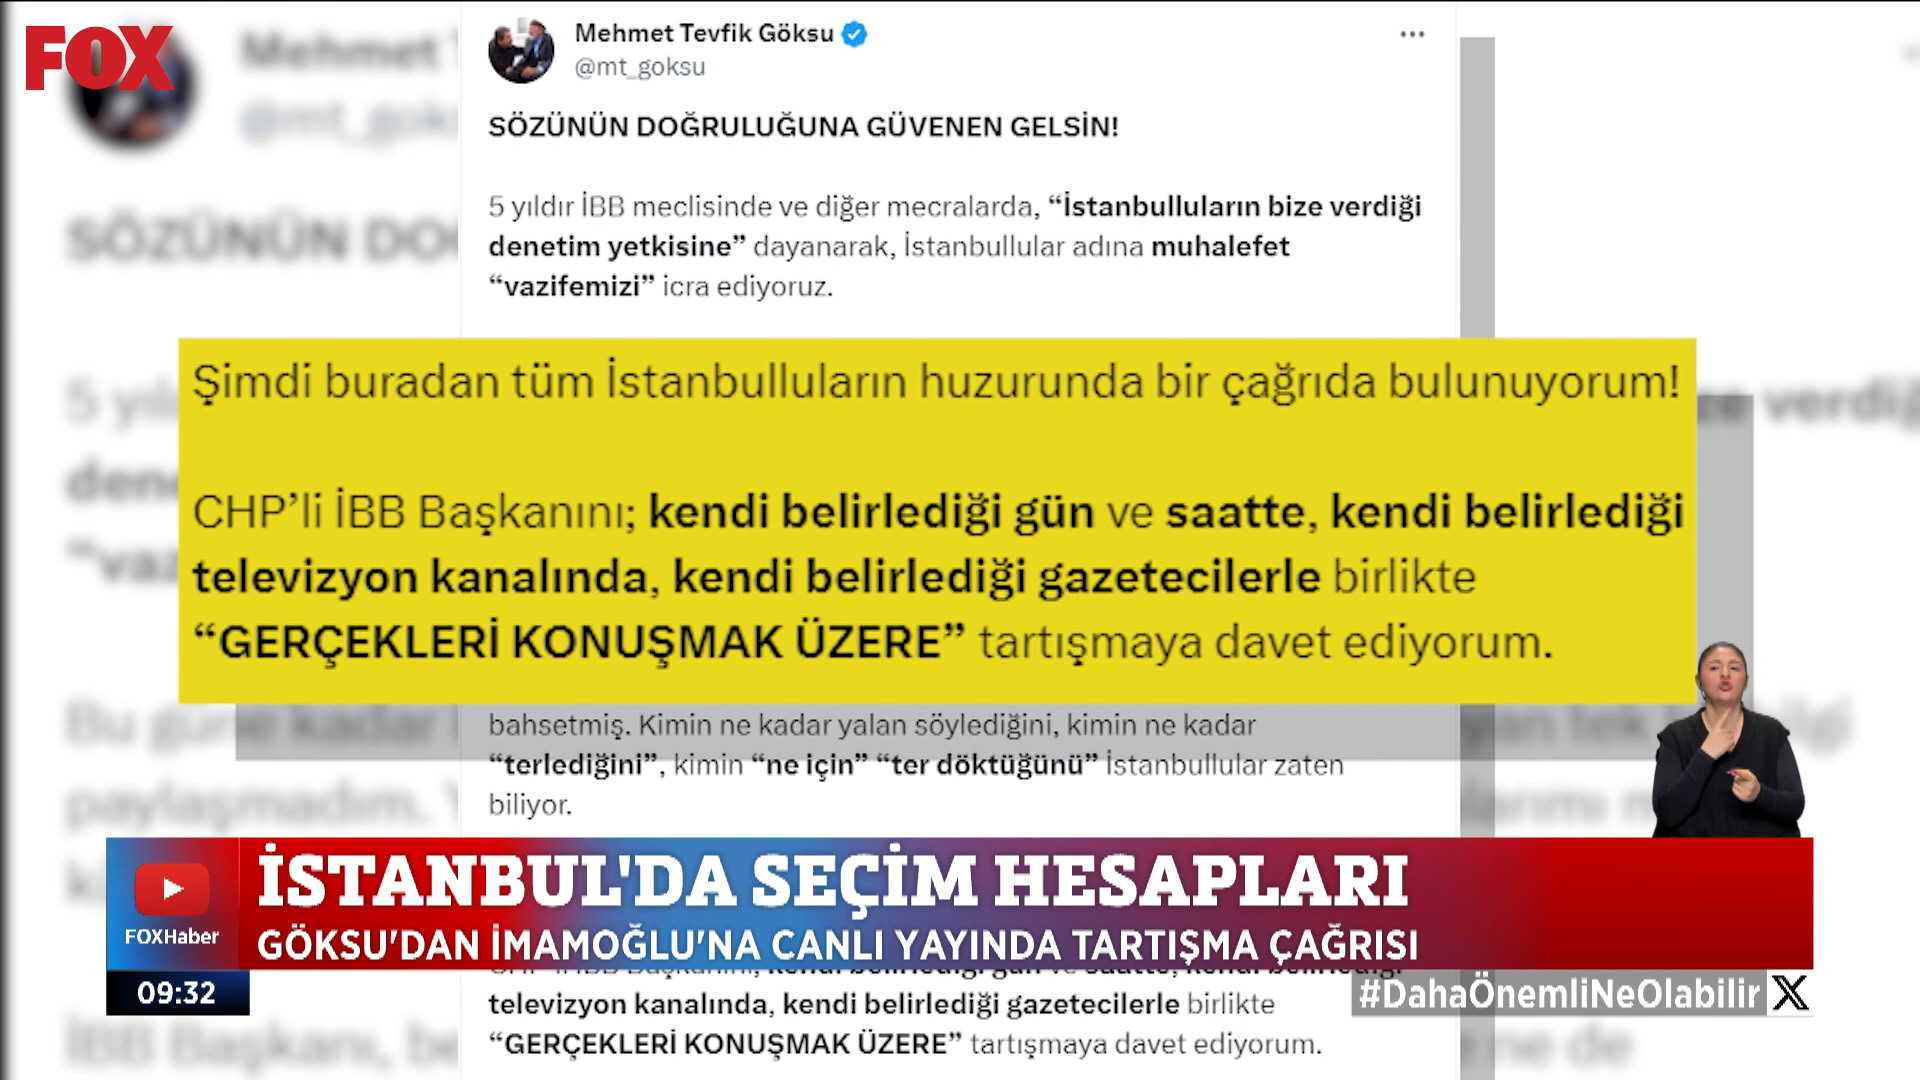 FOX
Mehmet Tevfik Göksu
@mt_goksu
SÖZÜNÜN DOĞRULUĞUNA GÜVENEN GELSİN!
5 yıldır İBB meclisinde ve diğer mecralarda, “İstanbulluların bize verdiği
denetim yetkisine” dayanarak, İstanbullular adına muhalefet
“vazifemizi” icra ediyoruz.
Şimdi buradan tüm İstanbulluların huzurunda bir çağrıda bulunuyorum!
CHP’li İBB Başkanını; kendi belirlediği gün ve saatte, kendi belirlediği
televizyon kanalında, kendi belirlediği gazetecilerle birlikte
“GERÇEKLERİ KONUŞMAK ÜZERE” tartışmaya davet ediyorum.
bahsetmiş. Kimin ne kadar yalan söylediğini, kimin ne kadar
“terlediğini”, kimin “ne için” “ter döktüğünü” İstanbullular zaten
biliyor.
İSTANBUL'DA SEÇİM HESAPLARI
FOXHaber
GÖKSU'DAN İMAMOĞLU'NA CANLI YAYINDA TARTIŞMA ÇAĞRISI
09:32
#DahaÖnemliNeOlabilir X
televizyon kanalında, kendi belirlediği gazetecilerle birlikte
“GERÇEKLERİ KONUŞMAK ÜZERE” tartışmaya davet ediyorum.